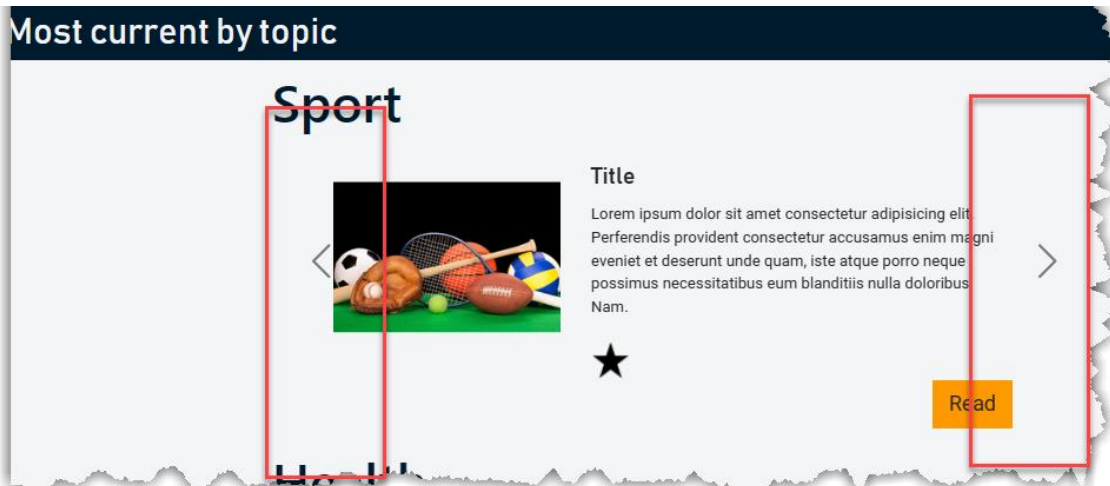 Most current by topic
Sport
Title
Lorem ipsum dolor sit amet consectetur adipisicing elit.
Perferendis provident consectetur accusamus enim magni
eveniet et deserunt unde quam, iste atque porro neque
possimus necessitatibus eum blanditiis nulla doloribus.
Nam.
Read
Health